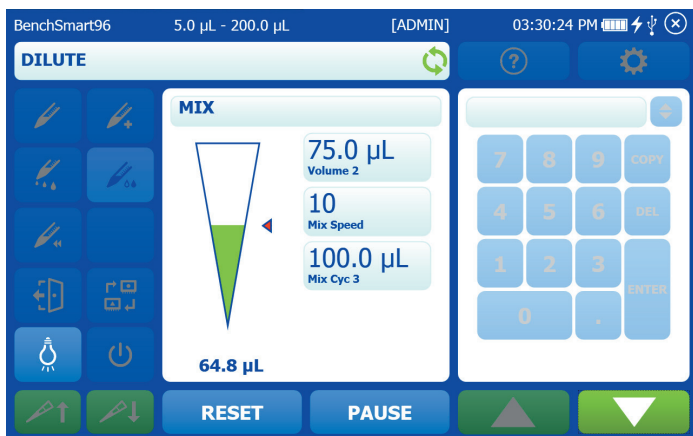 BenchSmart96 5.0 µL - 200.0 µL [ADMIN] 03:30:24 PM
DILUTE
?
MIX
75.0 µL
Volume 2
10
Mix Speed
100.0 µL
Mix Cyc 3
64.8 µL
7 8 9 COPY
4 5 6 DEL
1 2 3
ENTER
0 .
RESET PAUSE